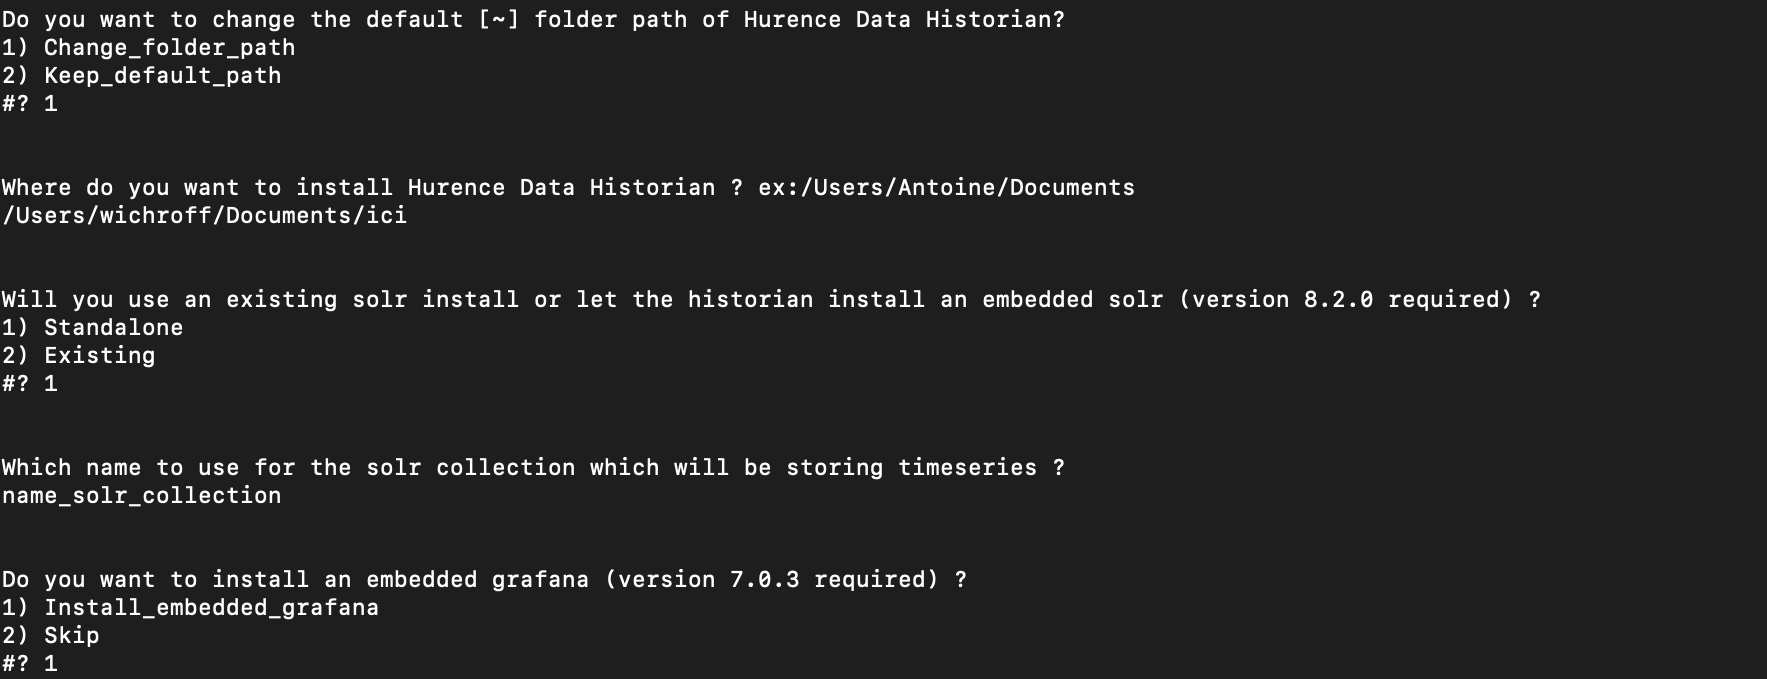 Do you want to change the default [~] folder path of Hurence Data Historian?
1) Change_folder_path
2) Keep_default_path
#? 1
Where do you want to install Hurence Data Historian ? ex:/Users/Antoine/Documents
/Users/wichroff/Documents/ici
Will you use an existing solr install or let the historian install an embedded solr (version 8.2.0 required) ?
1) Standalone
2) Existing
#? 1
Which name to use for the solr collection which will be storing timeseries ?
name_solr_collection
Do you want to install an embedded grafana (version 7.0.3 required) ?
1) Install_embedded_grafana
2) Skip
#? 1